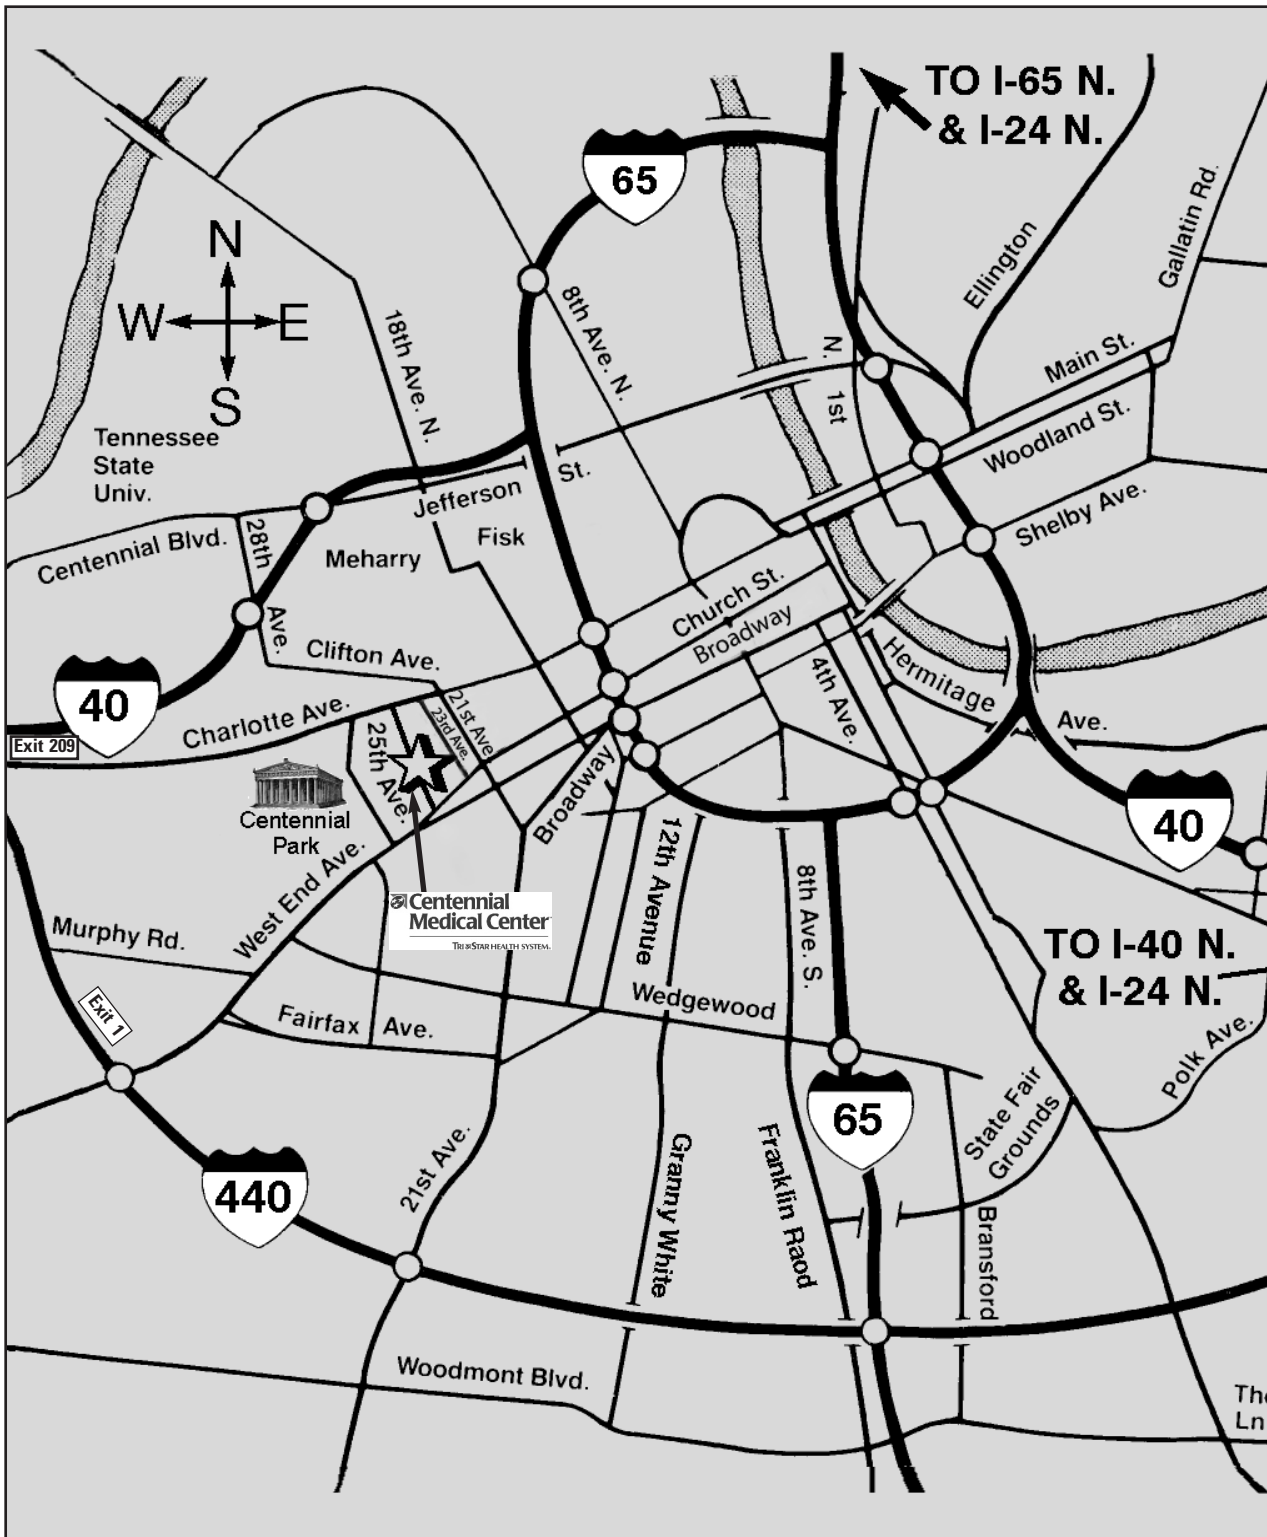 TO I-65 N.
& I-24 N.
65
Gallatin Rd.
Ellington
N
W E
S
8th Ave. N.
18th Ave. N.
N.
1st
Main St.
Woodland St.
Shelby Ave.
Tennessee
State
Univ.
St.
Jefferson
Fisk
Meharry
Centennial Blvd.
28th
Ave.
Clifton Ave.
Church St.
Broadway
Hermitage
Ave.
4th Ave.
40
Exit 209
Charlotte Ave.
21st Ave.
23rd Ave.
25th Ave.
Broadway
Centennial
Park
40
12th Avenue
8th Ave. S.
West End Ave.
Centennial
Medical Center
TRISTAR HEALTH SYSTEM.
Murphy Rd.
TO I-40 N.
& I-24 N.
Wedgewood
Exit 1
Fairfax Ave.
Polk Ave.
State Fair
Grounds
65
440
21st Ave.
Granny White
Franklin Raod
Bransford
Woodmont Blvd.
Ln